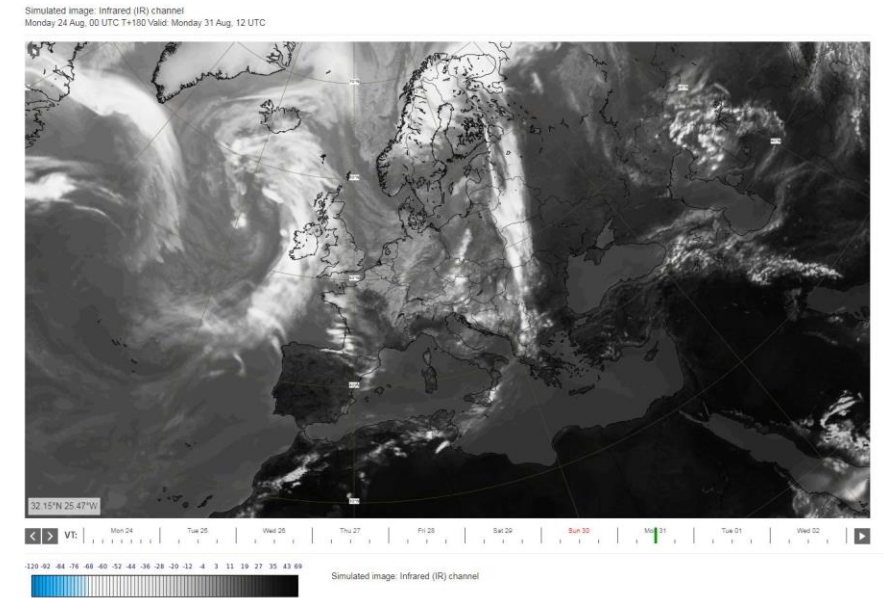 Simulated image: Infrared (IR) channel
Monday 24 Aug, 00 UTC T+180 Valid: Monday 31 Aug, 12 UTC
32.15°N 25.47°W
VT: Mon 24 Tue 25 Wed 26 Thu 27 Fri 28 Sat 29 Sun 30 Mo 31 Tue 01 Wed 02
-120 -92 -84 -76 -68 -60 -52 -44 -36 -28 -20 -12 -4 3 11 19 27 35 43 69
Simulated image: Infrared (IR) channel